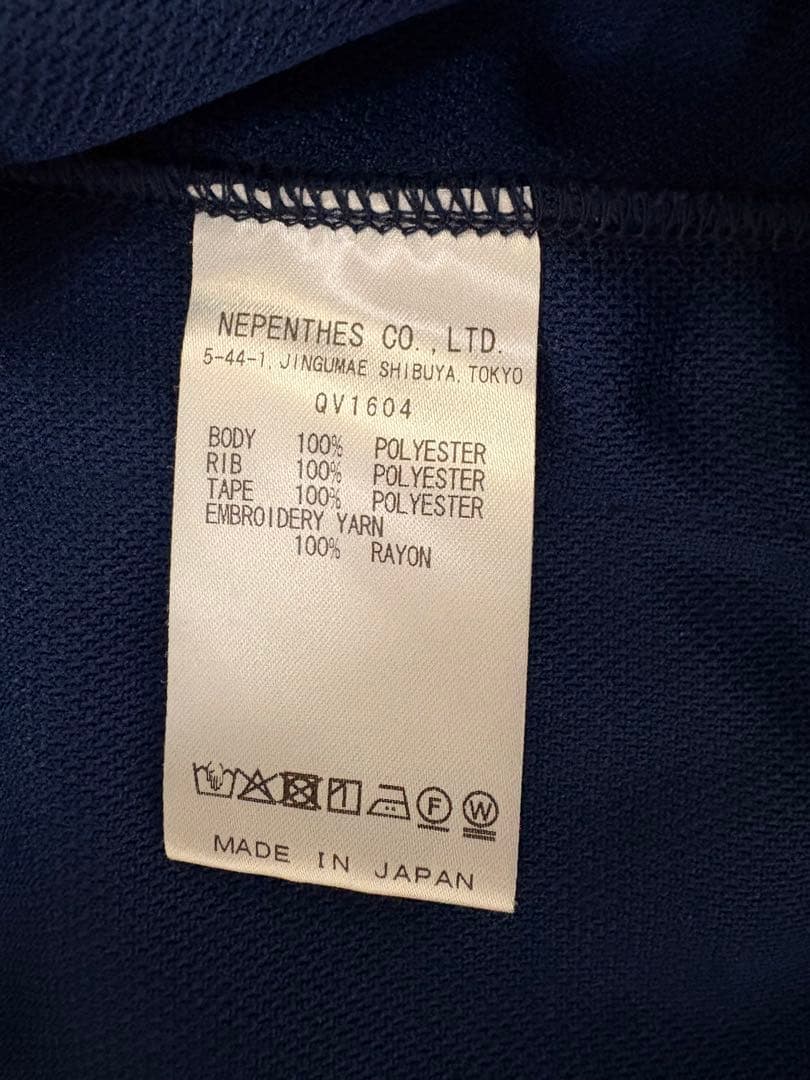 NEPENTHES CO.,LTD.
5-44-1, JINGUMAE SHIBUYA, TOKYO
QV1604
BODY 100% POLYESTER
RIB 100% POLYESTER
TAPE 100% POLYESTER
EMBROIDERY YARN
100% RAYON
F W
MADE IN JAPAN